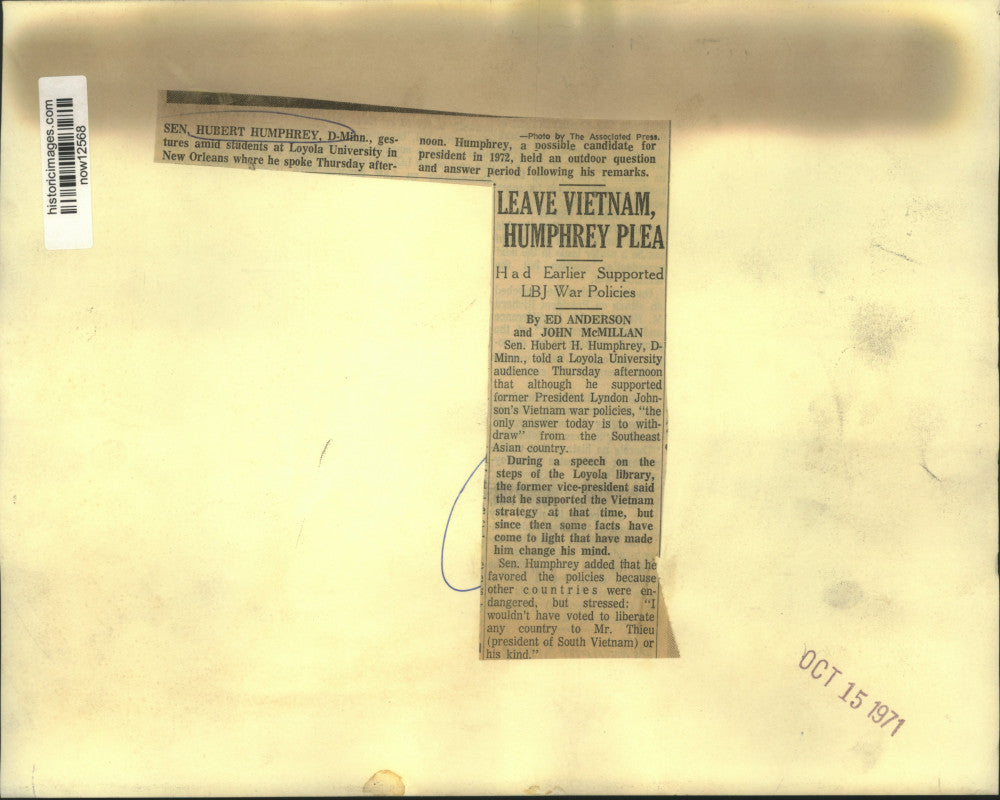 historicimages.com
now12568
SEN. HUBERT HUMPHREY, D-Minn., ges-
tures amid students at Loyola University in
New Orleans where he spoke Thursday after-
—Photo by The Associated Press.
noon. Humphrey, a possible candidate for
president in 1972, held an outdoor question
and answer period following his remarks.
LEAVE VIETNAM,
HUMPHREY PLEA
Had Earlier Supported
LBJ War Policies
By ED ANDERSON
and JOHN McMILLAN
Sen. Hubert H. Humphrey, D-
Minn., told a Loyola University
audience Thursday afternoon
that although he supported
former President Lyndon John-
son's Vietnam war policies, "the
only answer today is to with-
draw" from the Southeast
Asian country.
During a speech on the
steps of the Loyola library,
the former vice-president said
that he supported the Vietnam
strategy at that time, but
since then some facts have
come to light that have made
him change his mind.
Sen. Humphrey added that he
favored the policies because
other countries were en-
dangered, but stressed: "I
wouldn't have voted to liberate
any country to Mr. Thieu
(president of South Vietnam) or
his kind."
OCT 15 1971